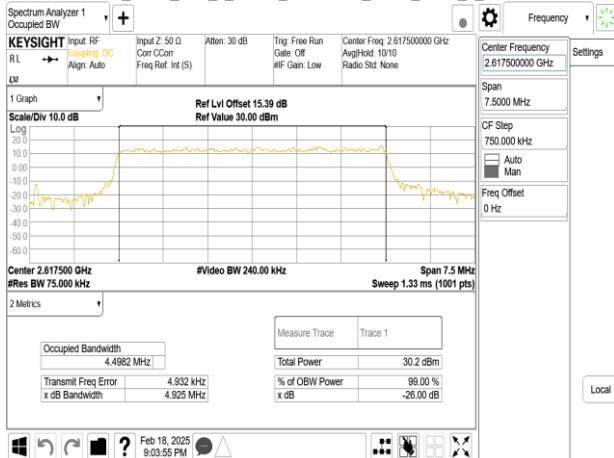 Spectrum Analyzer 1
Occupied BW
+
Frequency
KEYSIGHT
RL
LXI
Input: RF
Coupling: DC
Align: Auto
Input Z: 50 Ω
Corr CCorr
Freq Ref: Int (S)
Atten: 30 dB
Trig: Free Run
Gate: Off
#IF Gain: Low
Center Freq: 2.617500000 GHz
Avg|Hold: 10/10
Radio Std: None
Center Frequency
2.617500000 GHz
Settings
Span
7.5000 MHz
CF Step
750.000 kHz
Auto
Man
Freq Offset
0 Hz
Local
1 Graph
Scale/Div 10.0 dB
Ref Lvl Offset 15.39 dB
Ref Value 30.00 dBm
Log
20.0
10.0
0.00
-10.0
-20.0
-30.0
-40.0
-50.0
-60.0
Center 2.617500 GHz
#Res BW 75.000 kHz
#Video BW 240.00 kHz
Span 7.5 MHz
Sweep 1.33 ms (1001 pts)
2 Metrics
Measure Trace Trace 1
Occupied Bandwidth
4.4982 MHz
Total Power 30.2 dBm
Transmit Freq Error 4.932 kHz
% of OBW Power 99.00 %
x dB Bandwidth 4.925 MHz
x dB -26.00 dB
?
Feb 18, 2025
9:03:55 PM